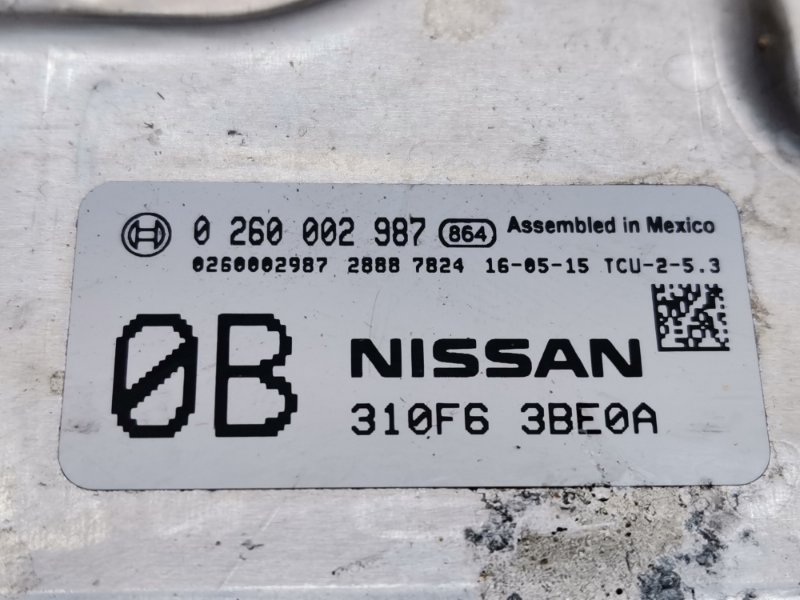 0 260 002 987 864 Assembled in Mexico
0260002987 2888 7824 16-05-15 TCU-2-5.3
0B
NISSAN
310F6 3BE0A